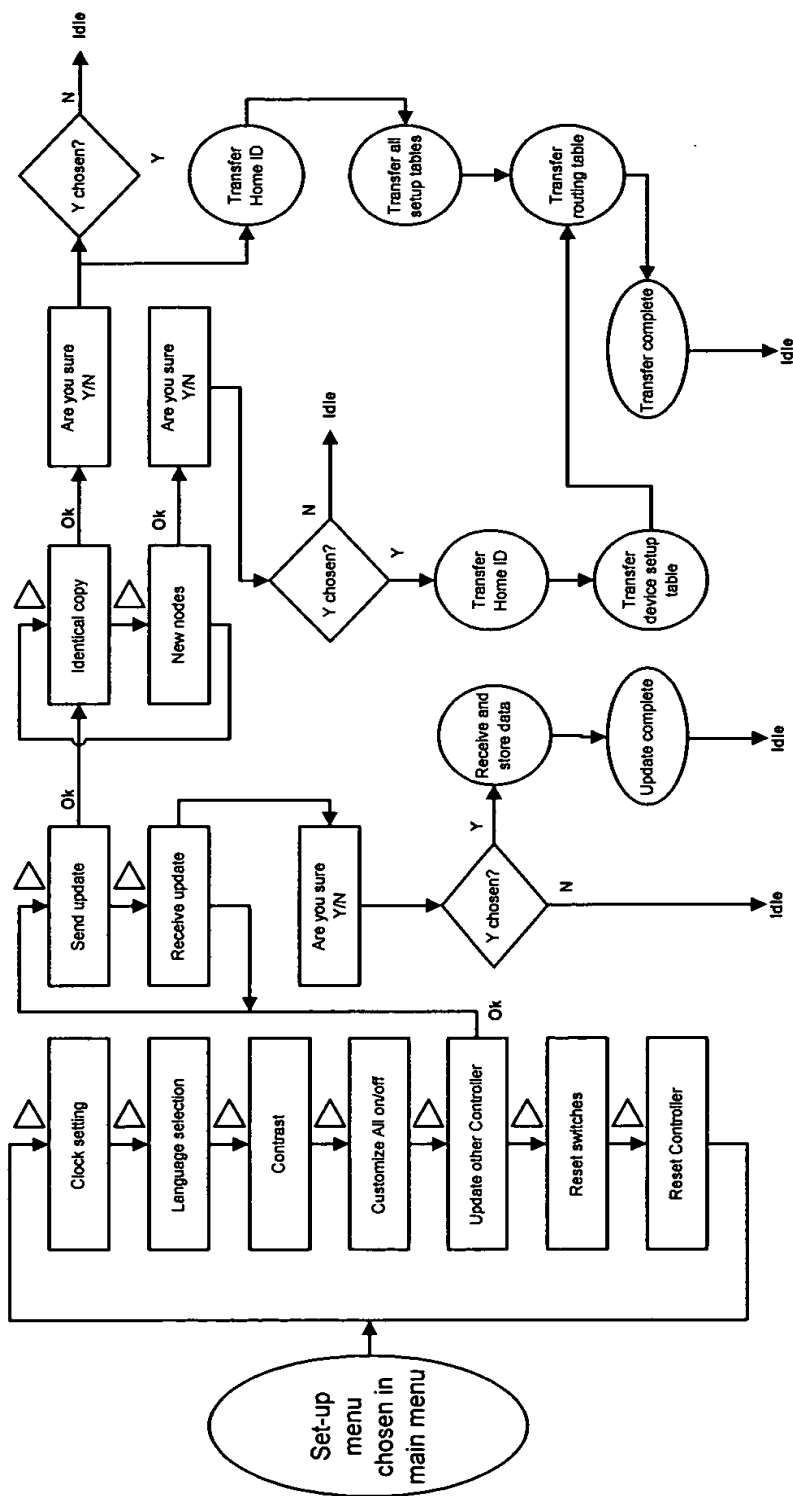 Set-up
menu
chosen in
main menu
Clock setting
Language selection
Contrast
Customize All on/off
Update other Controller
Reset switches
Reset Controller
Ok
Send update
Receive update
Are you sure
Y/N
Y chosen?
N
Idle
Y
Receive and
store data
Update complete
Idle
Ok
Identical copy
New nodes
Ok
Ok
Are you sure
Y/N
Are you sure
Y/N
Y chosen?
N
Idle
Y
Transfer
Home ID
Transfer
device setup
table
Y chosen?
N
Idle
Y
Transfer
Home ID
Transfer all
setup tables
Transfer
routing table
Transfer complete
Idle